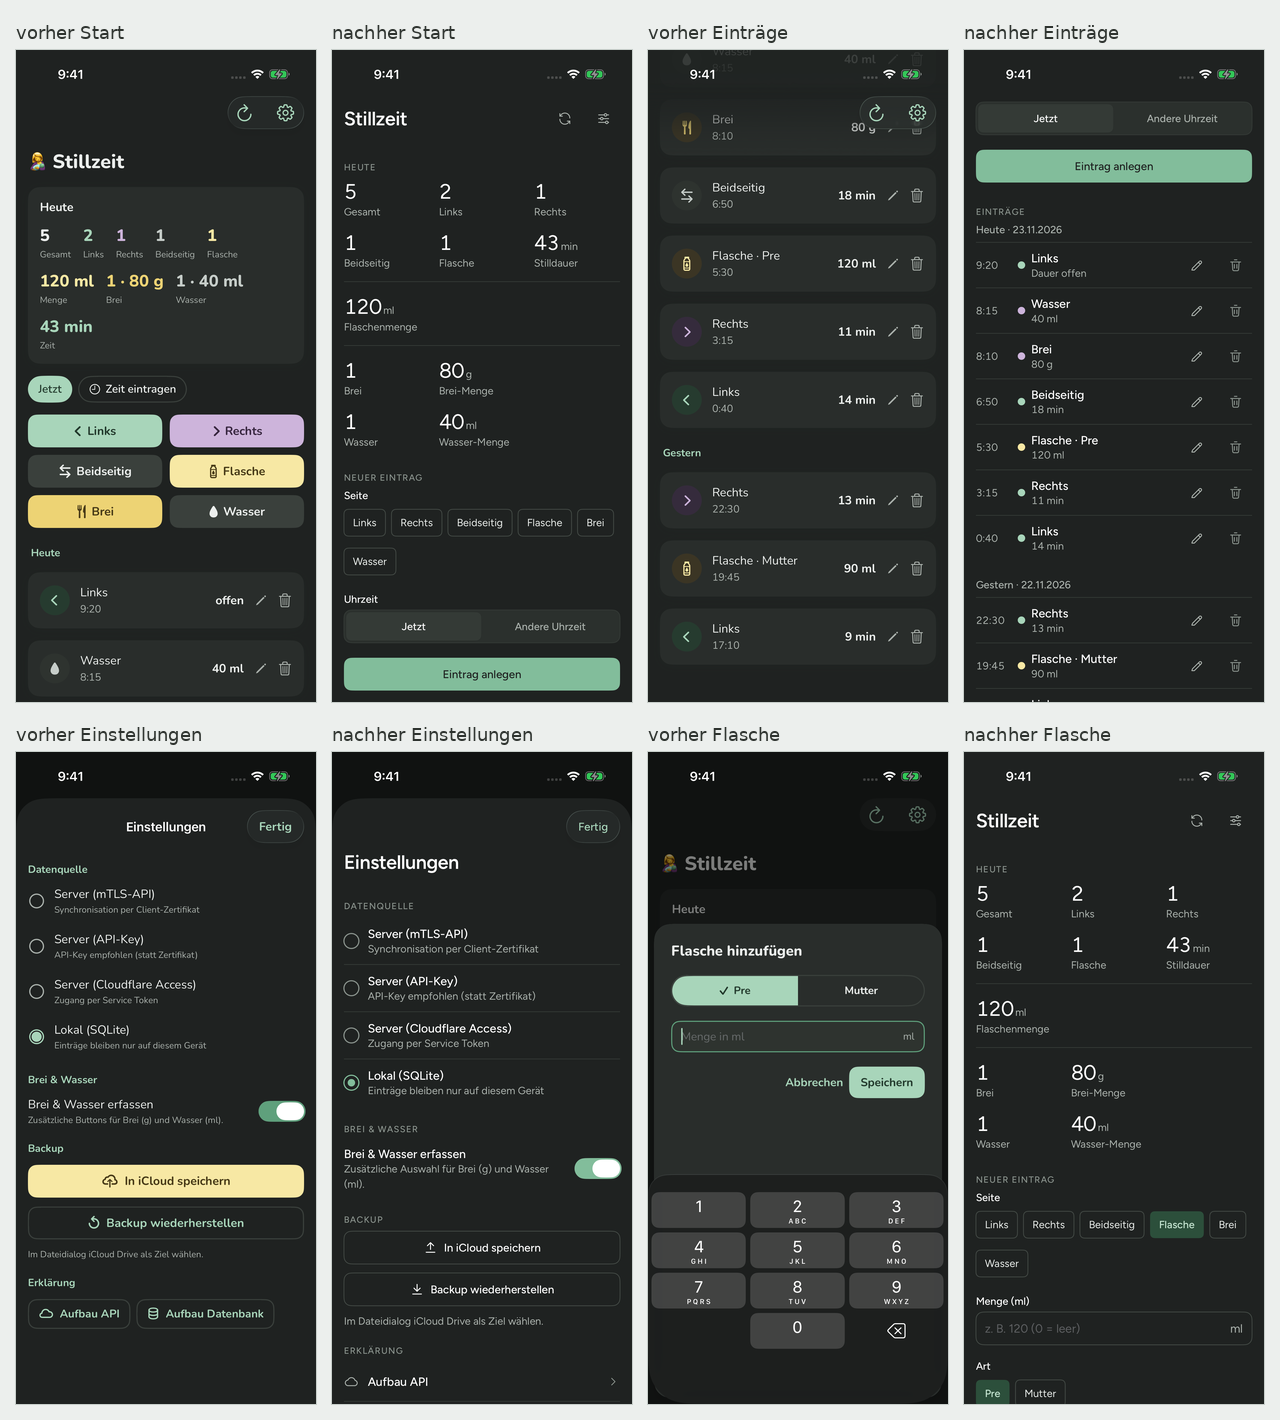 vorher Start
9:41
🤱 Stillzeit
Heute
5 2 1 1 1
Gesamt Links Rechts Beidseitig Flasche
120 ml 1 · 80 g 1 · 40 ml
Menge Brei Wasser
43 min
Zeit
Jetzt Zeit eintragen
Links Rechts
Beidseitig Flasche
Brei Wasser
Heute
Links
9:20
offen
Wasser
8:15
40 ml
nachher Start
9:41
Stillzeit
HEUTE
5 2 1
Gesamt Links Rechts
1 1 43 min
Beidseitig Flasche Stilldauer
120 ml
Flaschenmenge
1 80 g
Brei Brei-Menge
1 40 ml
Wasser Wasser-Menge
NEUER EINTRAG
Seite
Links Rechts Beidseitig Flasche Brei
Wasser
Uhrzeit
Jetzt Andere Uhrzeit
Eintrag anlegen
vorher Einträge
Wasser
9:41
8:15
40 ml
Brei
8:10
80 g
Beidseitig
6:50
18 min
Flasche · Pre
5:30
120 ml
Rechts
3:15
11 min
Links
0:40
14 min
Gestern
Rechts
22:30
13 min
Flasche · Mutter
19:45
90 ml
Links
17:10
9 min
nachher Einträge
9:41
Jetzt Andere Uhrzeit
Eintrag anlegen
EINTRÄGE
Heute · 23.11.2026
9:20 Links
Dauer offen
8:15 Wasser
40 ml
8:10 Brei
80 g
6:50 Beidseitig
18 min
5:30 Flasche · Pre
120 ml
3:15 Rechts
11 min
0:40 Links
14 min
Gestern · 22.11.2026
22:30 Rechts
13 min
19:45 Flasche · Mutter
90 ml
vorher Einstellungen
9:41
Einstellungen Fertig
Datenquelle
Server (mTLS-API)
Synchronisation per Client-Zertifikat
Server (API-Key)
API-Key empfohlen (statt Zertifikat)
Server (Cloudflare Access)
Zugang per Service Token
Lokal (SQLite)
Einträge bleiben nur auf diesem Gerät
Brei & Wasser
Brei & Wasser erfassen
Zusätzliche Buttons für Brei (g) und Wasser (ml).
Backup
In iCloud speichern
Backup wiederherstellen
Im Dateidialog iCloud Drive als Ziel wählen.
Erklärung
Aufbau API Aufbau Datenbank
nachher Einstellungen
9:41
Fertig
Einstellungen
DATENQUELLE
Server (mTLS-API)
Synchronisation per Client-Zertifikat
Server (API-Key)
API-Key empfohlen (statt Zertifikat)
Server (Cloudflare Access)
Zugang per Service Token
Lokal (SQLite)
Einträge bleiben nur auf diesem Gerät
BREI & WASSER
Brei & Wasser erfassen
Zusätzliche Auswahl für Brei (g) und Wasser
(ml).
BACKUP
In iCloud speichern
Backup wiederherstellen
Im Dateidialog iCloud Drive als Ziel wählen.
ERKLÄRUNG
Aufbau API
vorher Flasche
9:41
🤱 Stillzeit
Heute
Flasche hinzufügen
Pre Mutter
Menge in ml ml
Abbrechen Speichern
1 2 3
ABC DEF
4 5 6
GHI JKL MNO
7 8 9
PQRS TUV WXYZ
0
nachher Flasche
9:41
Stillzeit
HEUTE
5 2 1
Gesamt Links Rechts
1 1 43 min
Beidseitig Flasche Stilldauer
120 ml
Flaschenmenge
1 80 g
Brei Brei-Menge
1 40 ml
Wasser Wasser-Menge
NEUER EINTRAG
Seite
Links Rechts Beidseitig Flasche Brei
Wasser
Menge (ml)
z. B. 120 (0 = leer) ml
Art
Pre Mutter